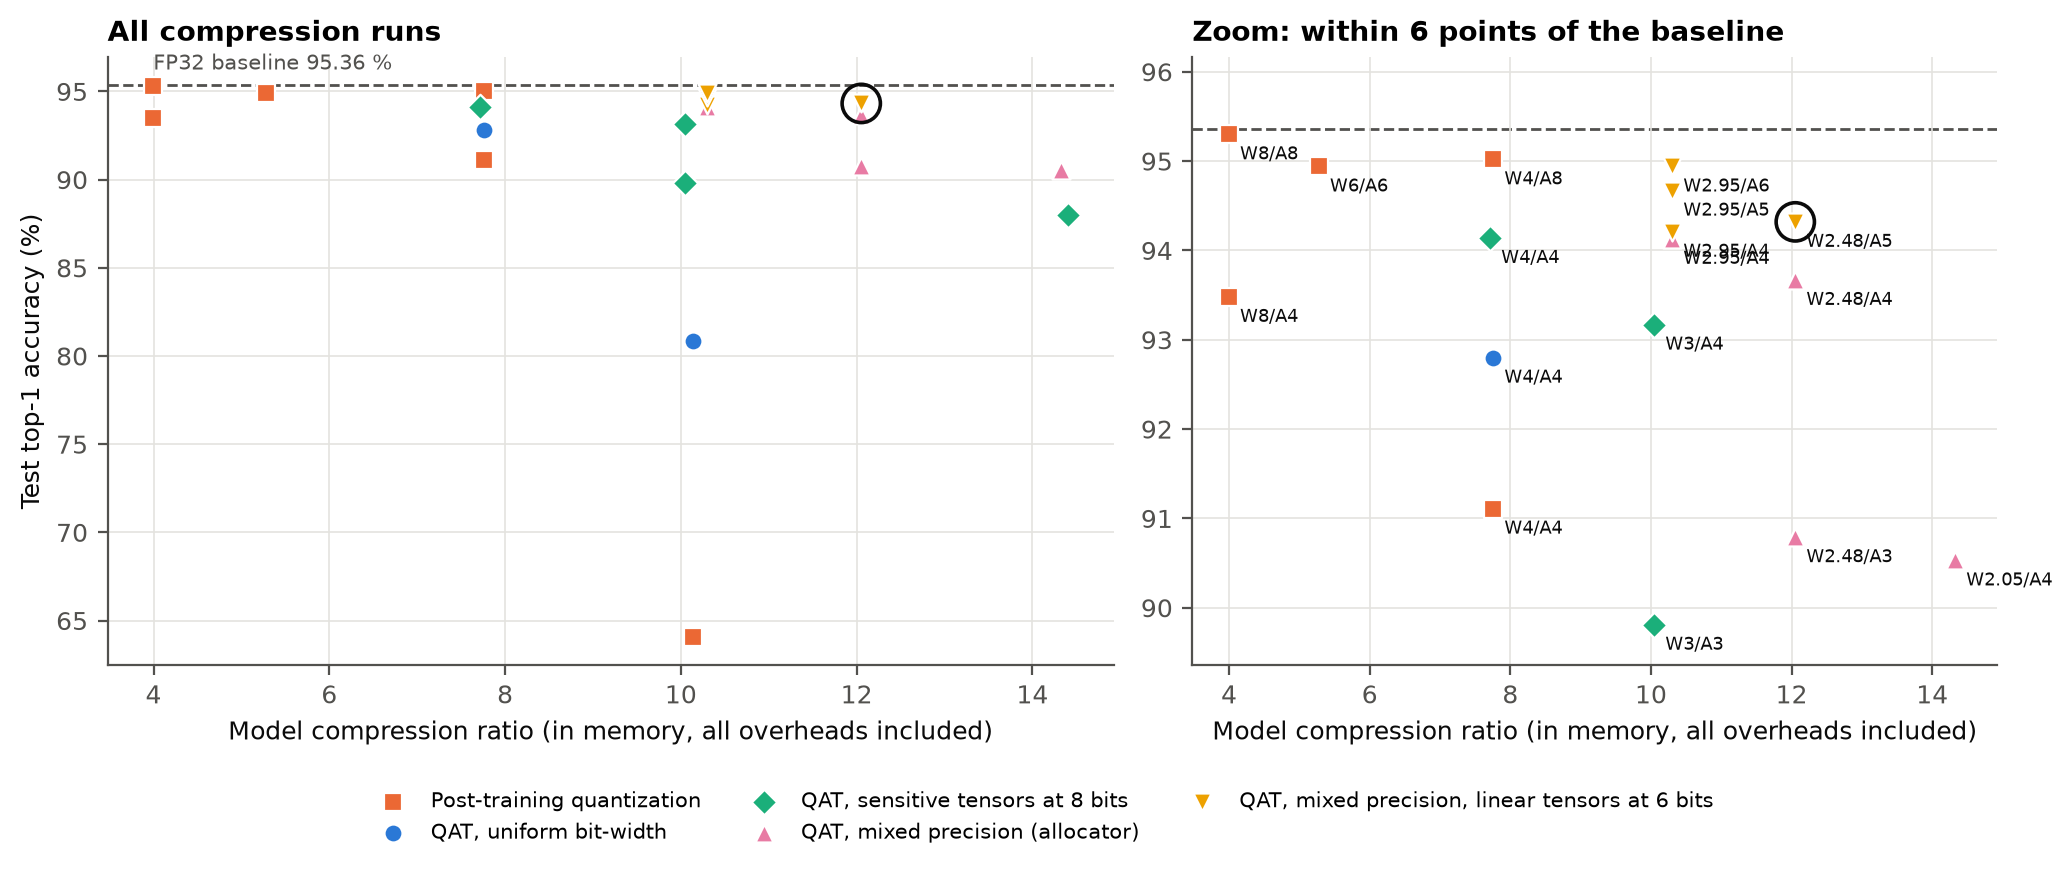 All compression runs
FP32 baseline 95.36 %
95
90
85
80
75
70
65
Test top-1 accuracy (%)
4 6 8 10 12 14
Model compression ratio (in memory, all overheads included)
Zoom: within 6 points of the baseline
96
95
94
93
92
91
90
W8/A8
W6/A6
W4/A8
W2.95/A6
W2.95/A5
W2.48/A5
W4/A4
W2.95/A4
W2.95/A4
W2.48/A4
W8/A4
W3/A4
W4/A4
W4/A4
W2.48/A3
W2.05/A4
W3/A3
4 6 8 10 12 14
Model compression ratio (in memory, all overheads included)
Post-training quantization
QAT, uniform bit-width
QAT, sensitive tensors at 8 bits
QAT, mixed precision (allocator)
QAT, mixed precision, linear tensors at 6 bits